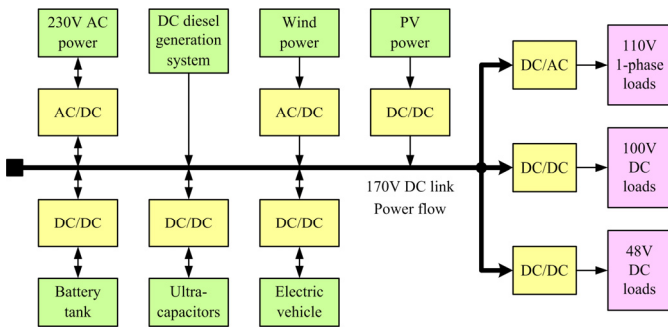 230V AC
power
DC diesel
generation
system
Wind
power
PV
power
110V
1-phase
loads
DC/AC
AC/DC
AC/DC
DC/DC
100V
DC
loads
DC/DC
170V DC link
Power flow
DC/DC
DC/DC
DC/DC
48V
DC
loads
DC/DC
Battery
tank
Ultra-
capacitors
Electric
vehicle